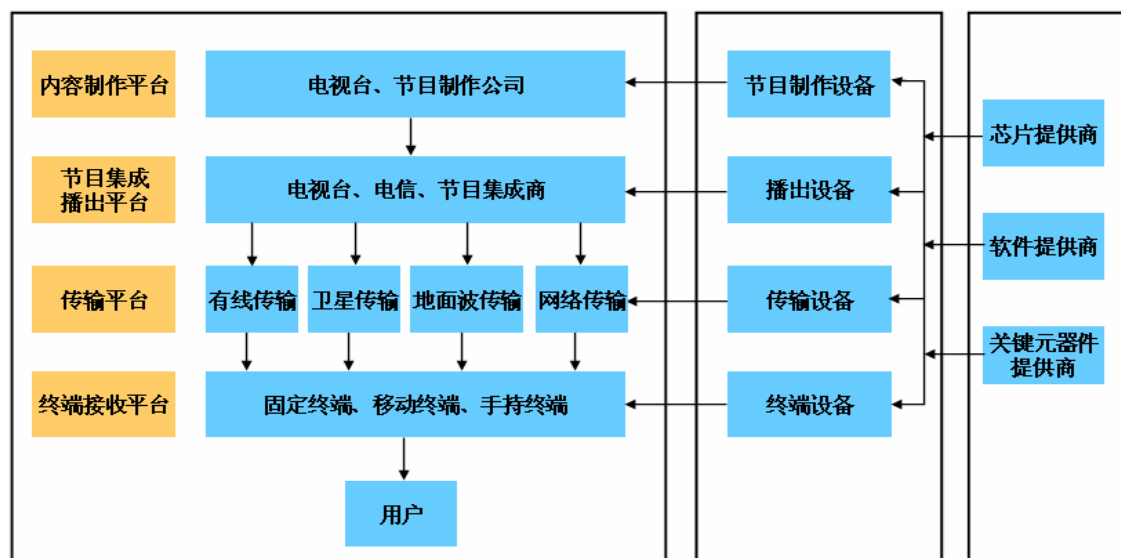 内容制作平台
电视台、节目制作公司
节目制作设备
芯片提供商
节目集成
播出平台
电视台、电信、节目集成商
播出设备
软件提供商
传输平台
有线传输
卫星传输
地面波传输
网络传输
传输设备
关键元器件
提供商
终端接收平台
固定终端、移动终端、手持终端
终端设备
用户